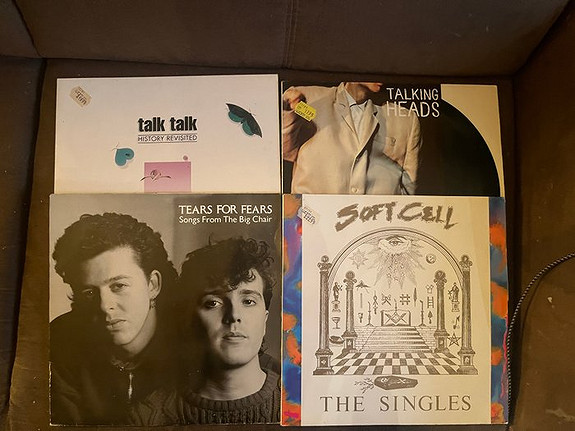 talk talk
HISTORY REVISITED
TALKING
HEADS
TEARS FOR FEARS
Songs From The Big Chair
SOFT CELL
THE SINGLES